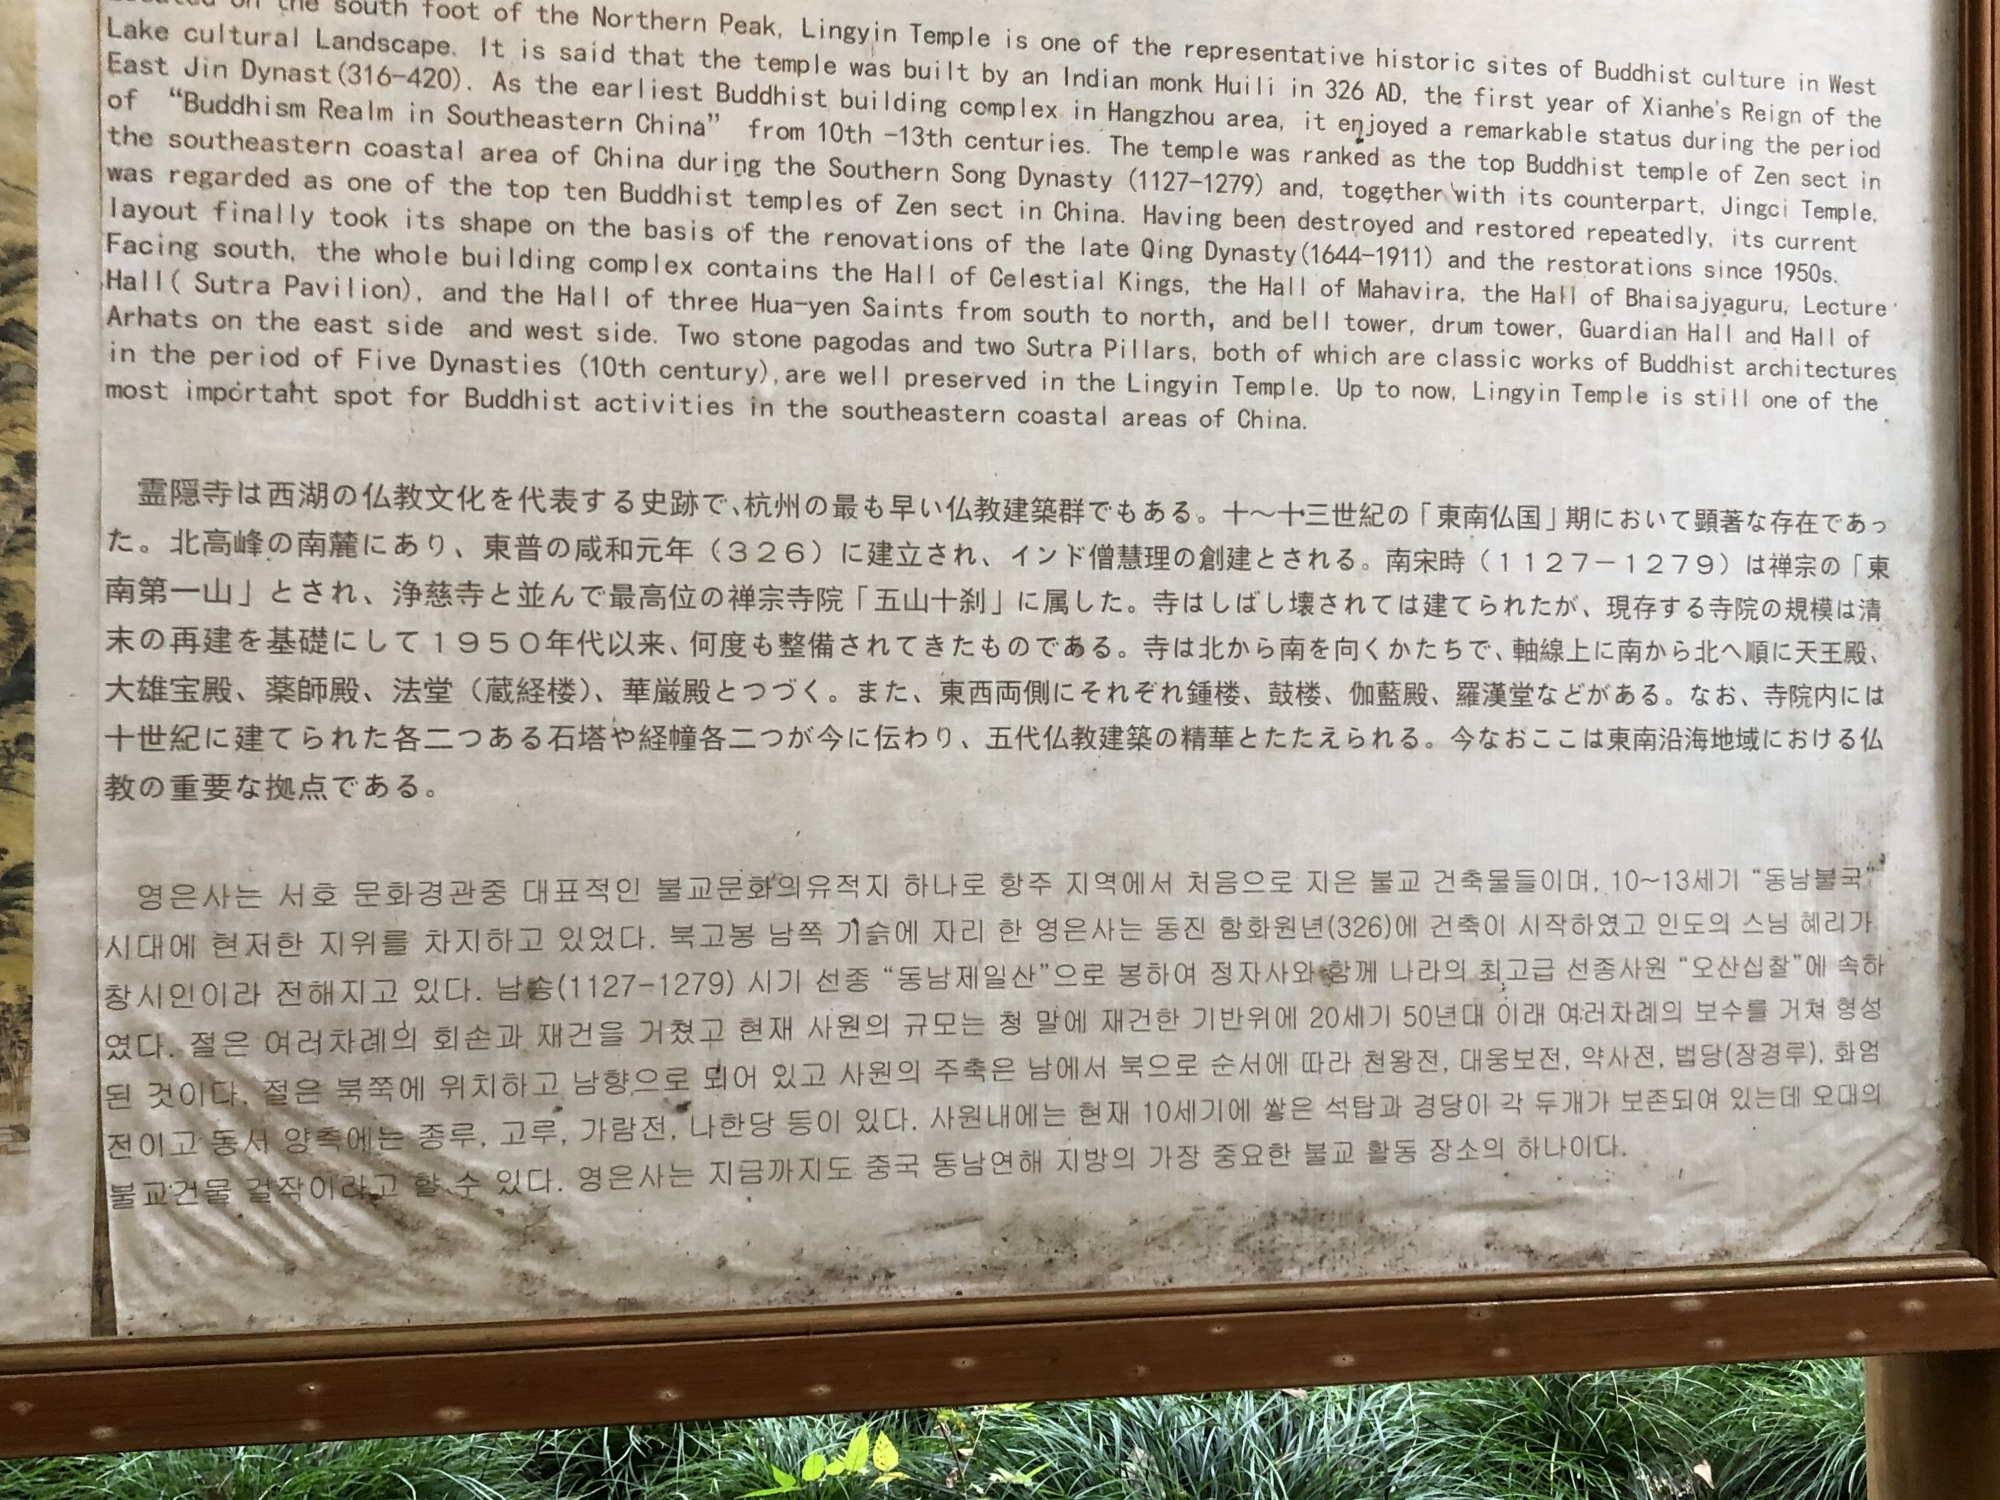 Located on the south foot of the Northern Peak, Lingyin Temple is one of the representative historic sites of Buddhist culture in West
Lake cultural Landscape. It is said that the temple was built by an Indian monk Huili in 326 AD, the first year of Xianhe's Reign of the
East Jin Dynast(316-420). As the earliest Buddhist building complex in Hangzhou area, it enjoyed a remarkable status during the period
of “Buddhism Realm in Southeastern China” from 10th -13th centuries. The temple was ranked as the top Buddhist temple of Zen sect in
the southeastern coastal area of China during the Southern Song Dynasty (1127-1279) and, together with its counterpart, Jingci Temple,
was regarded as one of the top ten Buddhist temples of Zen sect in China. Having been destroyed and restored repeatedly, its current
layout finally took its shape on the basis of the renovations of the late Qing Dynasty(1644-1911) and the restorations since 1950s.
Facing south, the whole building complex contains the Hall of Celestial Kings, the Hall of Mahavira, the Hall of Bhaisajyaguru, Lecture
Hall( Sutra Pavilion), and the Hall of three Hua-yen Saints from south to north, and bell tower, drum tower, Guardian Hall and Hall of
Arhats on the east side and west side. Two stone pagodas and two Sutra Pillars, both of which are classic works of Buddhist architectures
in the period of Five Dynasties (10th century), are well preserved in the Lingyin Temple. Up to now, Lingyin Temple is still one of the
most important spot for Buddhist activities in the southeastern coastal areas of China.
霊隠寺は西湖の仏教文化を代表する史跡で、杭州の最も早い仏教建築群でもある。十～十三世紀の「東南仏国」期において顕著な存在であっ
た。北高峰の南麓にあり、東普の咸和元年（３２６）に建立され、インド僧慧理の創建とされる。南宋時（１１２７－１２７９）は禅宗の「東
南第一山」とされ、浄慈寺と並んで最高位の禅宗寺院「五山十刹」に属した。寺はしばし壊されては建てられたが、現存する寺院の規模は清
末の再建を基礎にして１９５０年代以来、何度も整備されてきたものである。寺は北から南を向くかたちで、軸線上に南から北へ順に天王殿、
大雄宝殿、薬師殿、法堂（蔵経楼）、華厳殿とつづく。また、東西両側にそれぞれ鍾楼、鼓楼、伽藍殿、羅漢堂などがある。なお、寺院内には
十世紀に建てられた各二つある石塔や経幢各二つが今に伝わり、五代仏教建築の精華とたたえられる。今なおここは東南沿海地域における仏
教の重要な拠点である。
영은사는 서호 문화경관중 대표적인 불교문화의유적지 하나로 항주 지역에서 처음으로 지은 불교 건축물들이며, 10~13세기 “동남불국”
시대에 현저한 지위를 차지하고 있었다. 북고봉 남쪽 기슭에 자리 한 영은사는 동진 함화원년(326)에 건축이 시작하였고 인도의 스님 혜리가
창시인이라 전해지고 있다. 남송(1127-1279) 시기 선종 “동남제일산”으로 봉하여 정자사와 함께 나라의 최고급 선종사원 “오산십찰”에 속하
였다. 절은 여러차례의 회손과 재건을 거쳤고 현재 사원의 규모는 청 말에 재건한 기반위에 20세기 50년대 이래 여러차례의 보수를 거쳐 형성
된 것이다. 절은 북쪽에 위치하고 남향으로 되어 있고 사원의 주축은 남에서 북으로 순서에 따라 천왕전, 대웅보전, 약사전, 법당(장경루), 화엄
전이고 동서 양측에는 종루, 고루, 가람전, 나한당 등이 있다. 사원내에는 현재 10세기에 쌓은 석탑과 경당이 각 두개가 보존되여 있는데 오대의
불교건물 걸작이라고 할 수 있다. 영은사는 지금까지도 중국 동남연해 지방의 가장 중요한 불교 활동 장소의 하나이다.